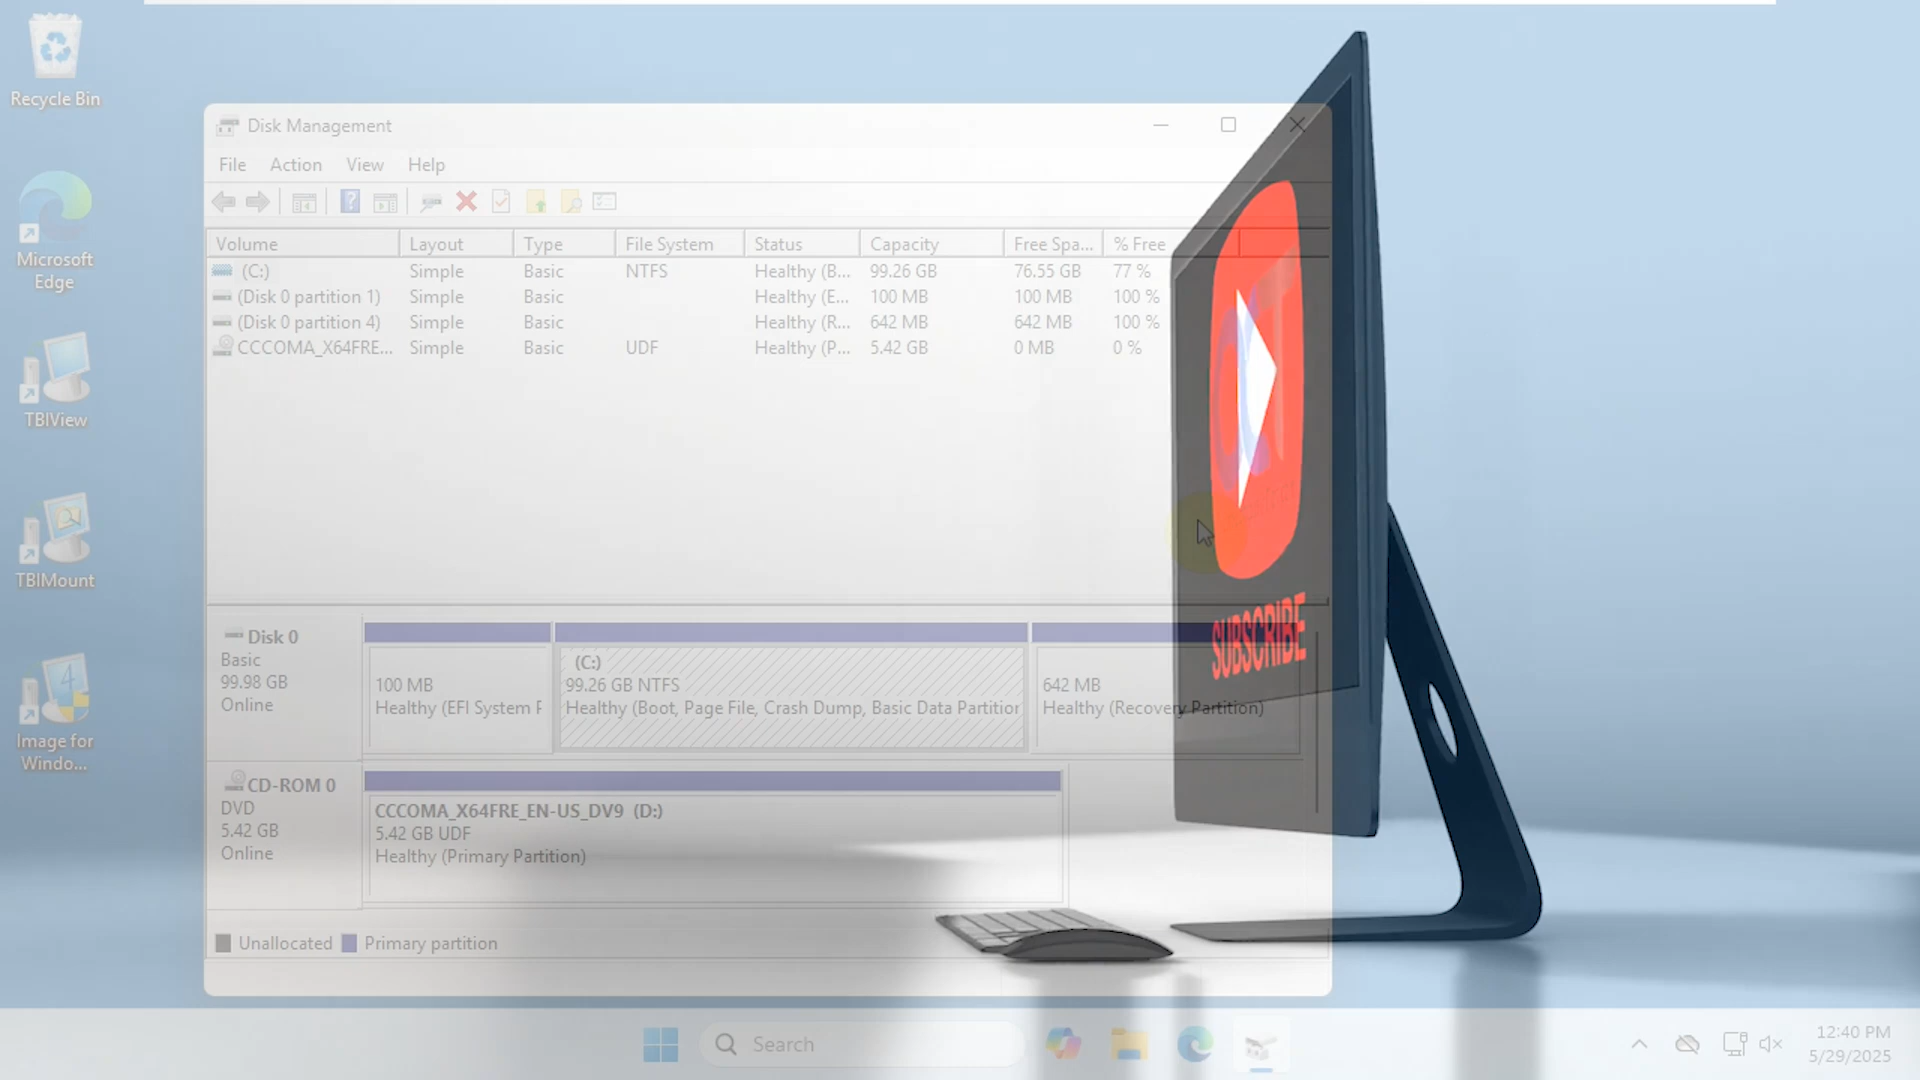 Recycle Bin
Microsoft
Edge
TBIView
TBIMount
Image for
Windo...
Disk Management
File Action View Help
Volume Layout Type File System Status Capacity Free Spa... % Free
(C:) Simple Basic NTFS Healthy (B... 99.26 GB 76.55 GB 77 %
(Disk 0 partition 1) Simple Basic Healthy (E... 100 MB 100 MB 100 %
(Disk 0 partition 4) Simple Basic Healthy (R... 642 MB 642 MB 100 %
CCCOMA_X64FRE... Simple Basic UDF Healthy (P... 5.42 GB 0 MB 0 %
SUBSCRIBE
Disk 0
Basic
99.98 GB
Online
100 MB
Healthy (EFI System P
(C:)
99.26 GB NTFS
Healthy (Boot, Page File, Crash Dump, Basic Data Partition
642 MB
Healthy (Recovery Partition)
CD-ROM 0
DVD
5.42 GB
Online
CCCOMA_X64FRE_EN-US_DV9 (D:)
5.42 GB UDF
Healthy (Primary Partition)
Unallocated Primary partition
Search
12:40 PM
5/29/2025